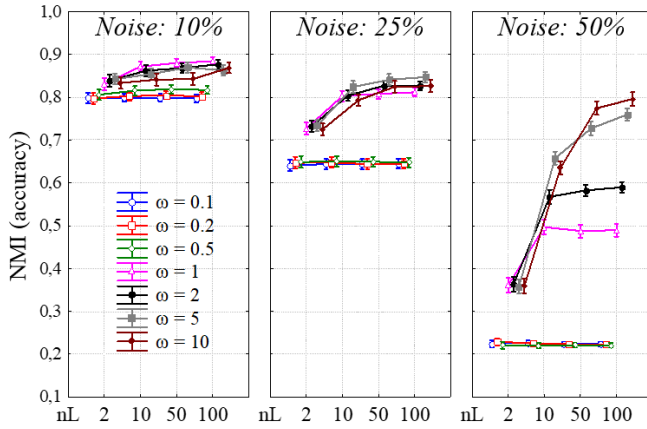 Noise: 10% Noise: 25% Noise: 50%
NMI (accuracy)
1,0
0,9
0,8
0,7
0,6
0,5
0,4
0,3
0,2
0,1
ω = 0.1
ω = 0.2
ω = 0.5
ω = 1
ω = 2
ω = 5
ω = 10
nL 2 10 50 100 nL 2 10 50 100 nL 2 10 50 100